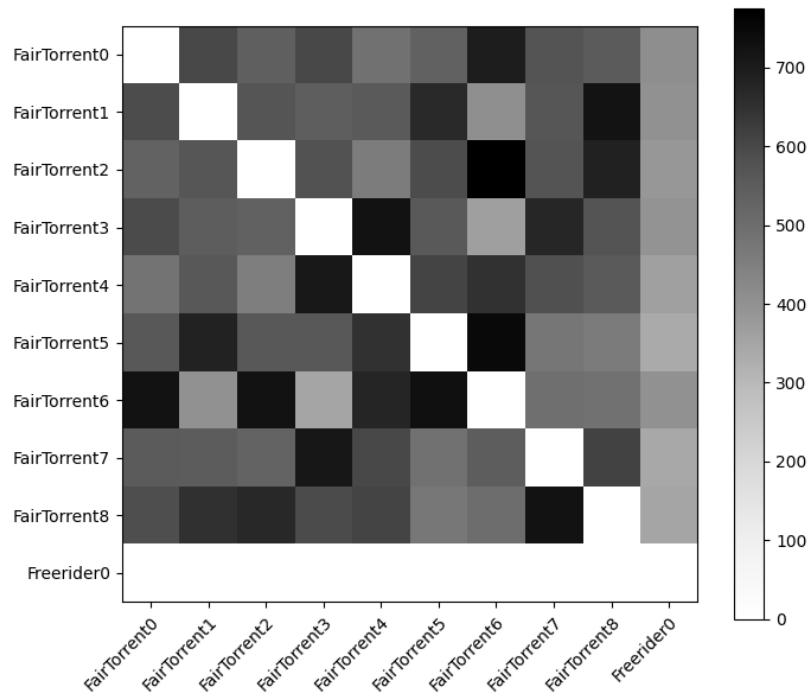 FairTorrent0
FairTorrent1
FairTorrent2
FairTorrent3
FairTorrent4
FairTorrent5
FairTorrent6
FairTorrent7
FairTorrent8
Freerider0
FairTorrent0
FairTorrent1
FairTorrent2
FairTorrent3
FairTorrent4
FairTorrent5
FairTorrent6
FairTorrent7
FairTorrent8
Freerider0
700
600
500
400
300
200
100
0